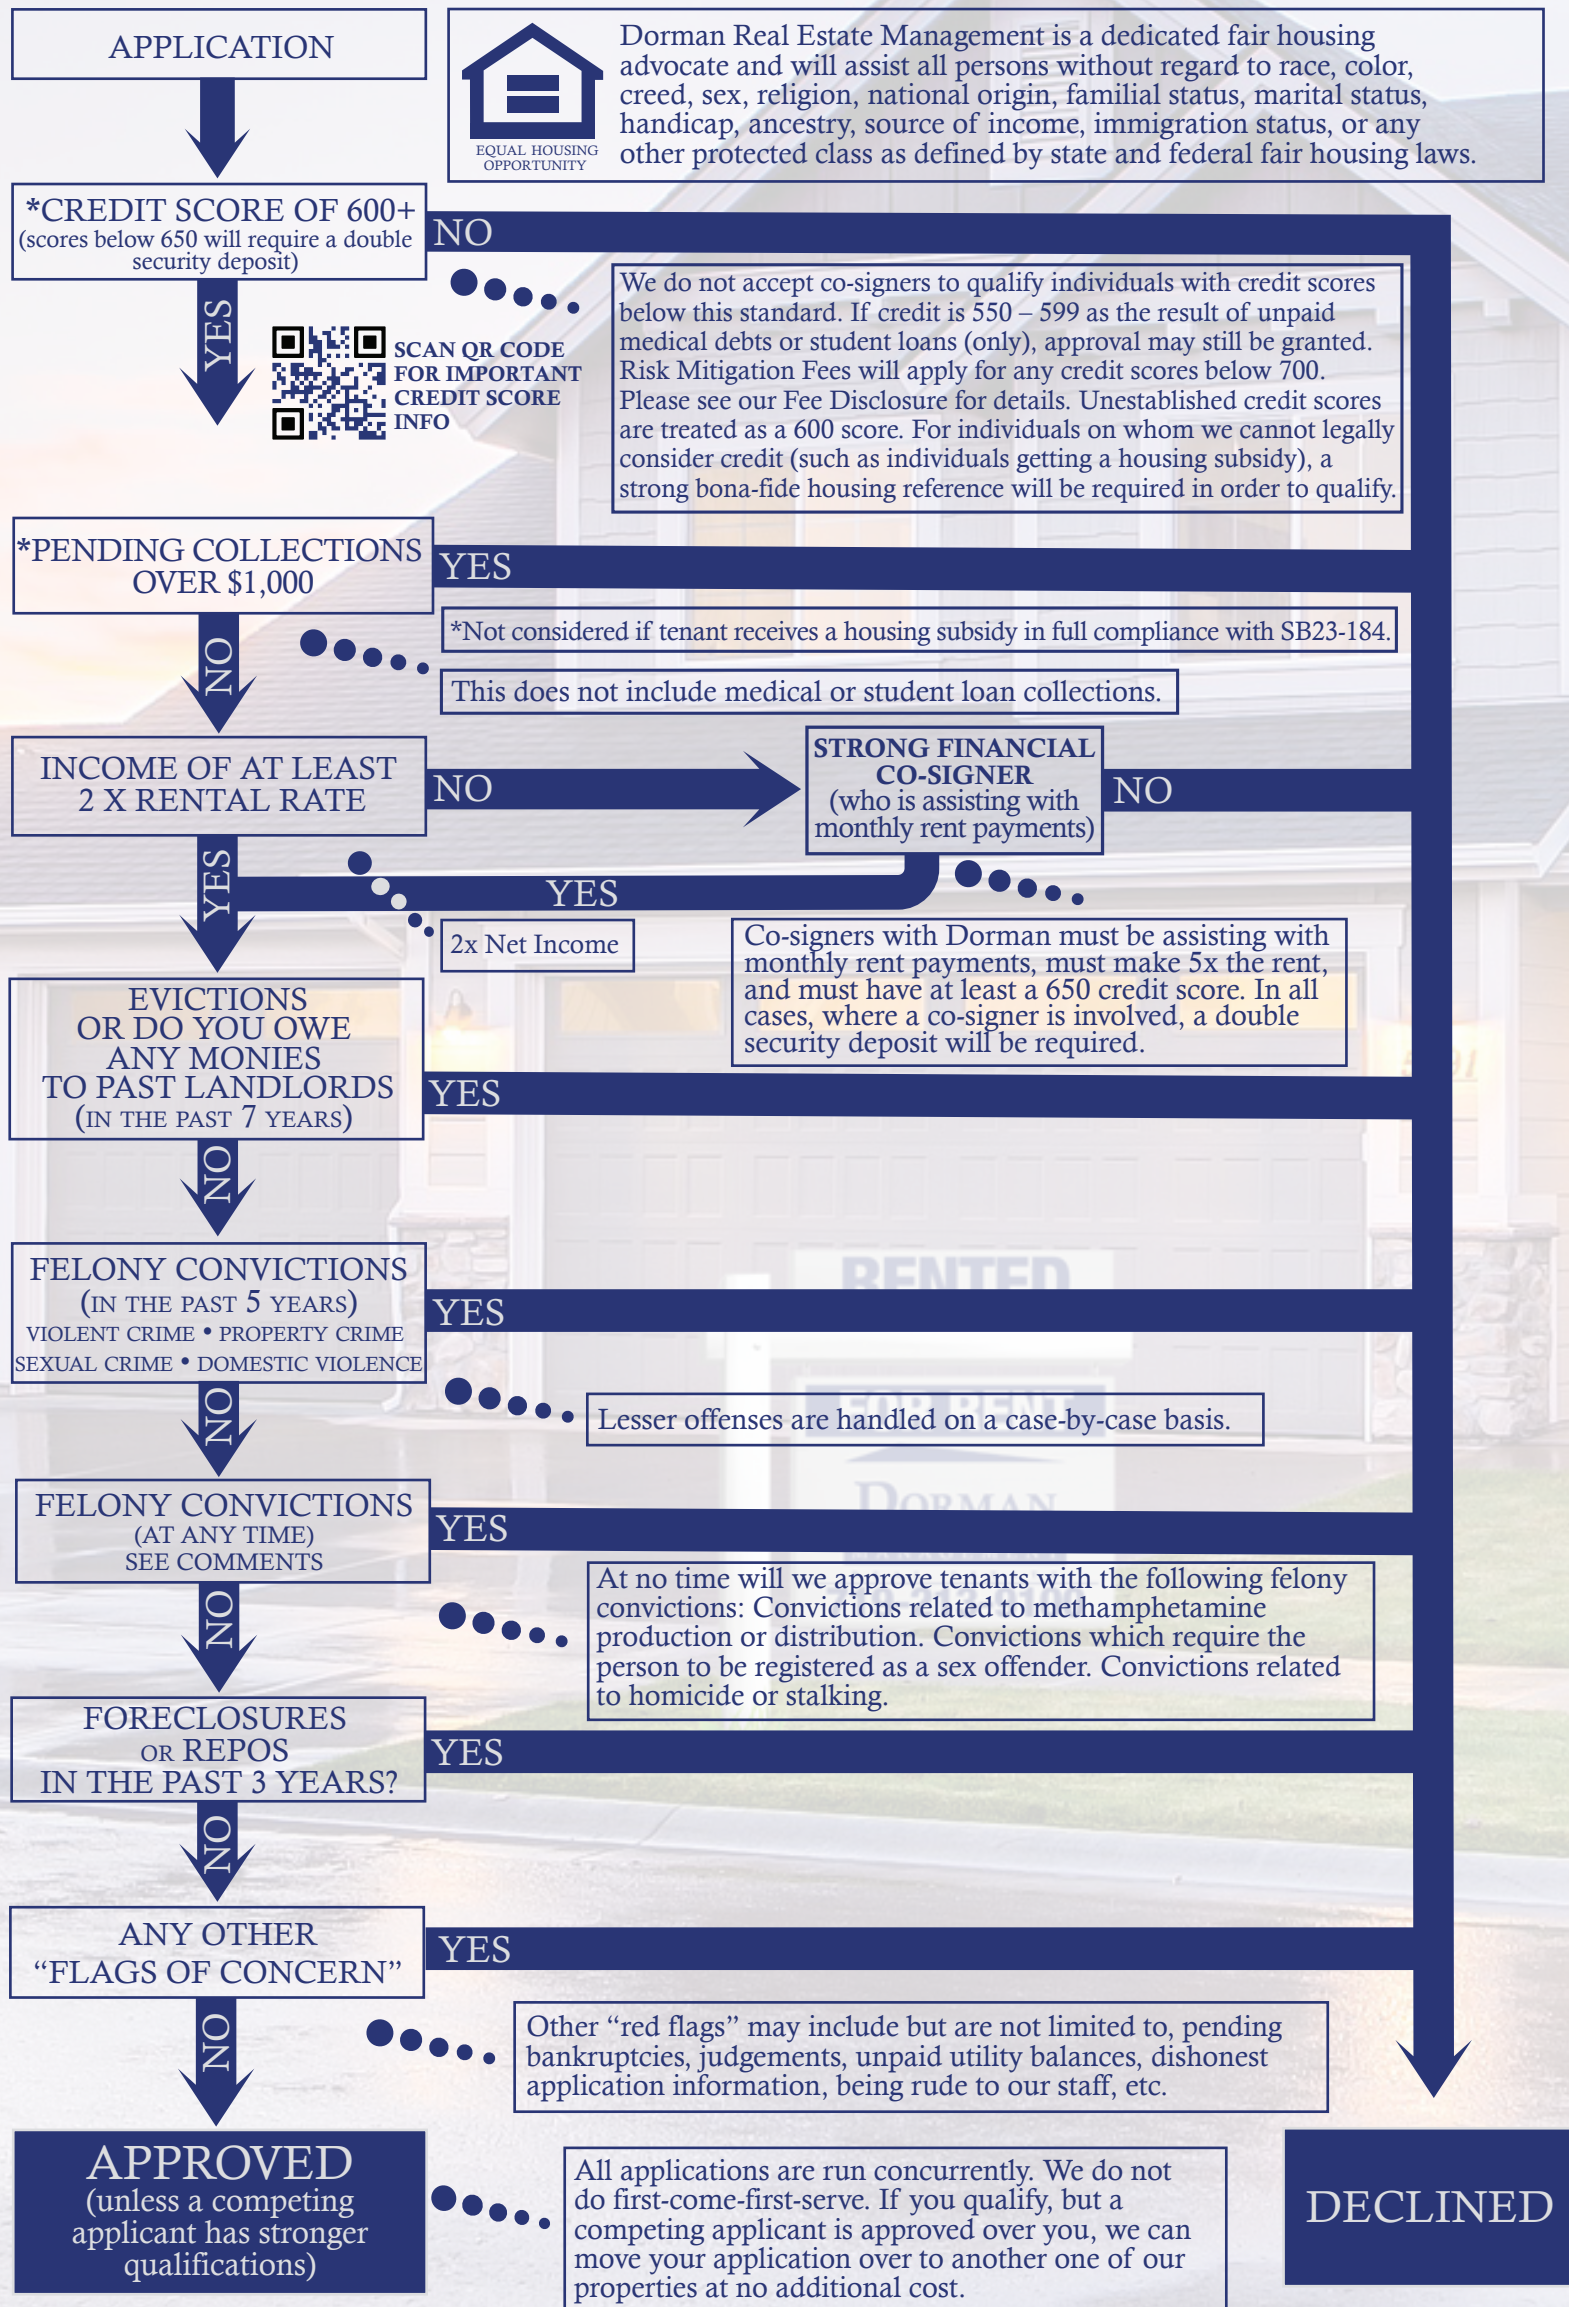 APPLICATION
EQUAL HOUSING
OPPORTUNITY
Dorman Real Estate Management is a dedicated fair housing
advocate and will assist all persons without regard to race, color,
creed, sex, religion, national origin, familial status, marital status,
handicap, ancestry, source of income, immigration status, or any
other protected class as defined by state and federal fair housing laws.
*CREDIT SCORE OF 600+
(scores below 650 will require a double
security deposit)
NO
YES
SCAN QR CODE
FOR IMPORTANT
CREDIT SCORE
INFO
We do not accept co-signers to qualify individuals with credit scores
below this standard. If credit is 550 – 599 as the result of unpaid
medical debts or student loans (only), approval may still be granted.
Risk Mitigation Fees will apply for any credit scores below 700.
Please see our Fee Disclosure for details. Unestablished credit scores
are treated as a 600 score. For individuals on whom we cannot legally
consider credit (such as individuals getting a housing subsidy), a
strong bona-fide housing reference will be required in order to qualify.
*PENDING COLLECTIONS
OVER $1,000
YES
*Not considered if tenant receives a housing subsidy in full compliance with SB23-184.
NO
This does not include medical or student loan collections.
INCOME OF AT LEAST
2 X RENTAL RATE
NO
STRONG FINANCIAL
CO-SIGNER
(who is assisting with
monthly rent payments)
NO
YES
YES
2x Net Income
Co-signers with Dorman must be assisting with
monthly rent payments, must make 5x the rent,
and must have at least a 650 credit score. In all
cases, where a co-signer is involved, a double
security deposit will be required.
EVICTIONS
OR DO YOU OWE
ANY MONIES
TO PAST LANDLORDS
(IN THE PAST 7 YEARS)
YES
NO
FELONY CONVICTIONS
(IN THE PAST 5 YEARS)
VIOLENT CRIME • PROPERTY CRIME
SEXUAL CRIME • DOMESTIC VIOLENCE
YES
RENTED
NO
FOR RENT
Lesser offenses are handled on a case-by-case basis.
DORMAN
FELONY CONVICTIONS
(AT ANY TIME)
SEE COMMENTS
YES
NO
At no time will we approve tenants with the following felony
convictions: Convictions related to methamphetamine
production or distribution. Convictions which require the
person to be registered as a sex offender. Convictions related
to homicide or stalking.
FORECLOSURES
OR REPOS
IN THE PAST 3 YEARS?
YES
NO
ANY OTHER
“FLAGS OF CONCERN”
YES
NO
Other “red flags” may include but are not limited to, pending
bankruptcies, judgements, unpaid utility balances, dishonest
application information, being rude to our staff, etc.
APPROVED
(unless a competing
applicant has stronger
qualifications)
All applications are run concurrently. We do not
do first-come-first-serve. If you qualify, but a
competing applicant is approved over you, we can
move your application over to another one of our
properties at no additional cost.
DECLINED